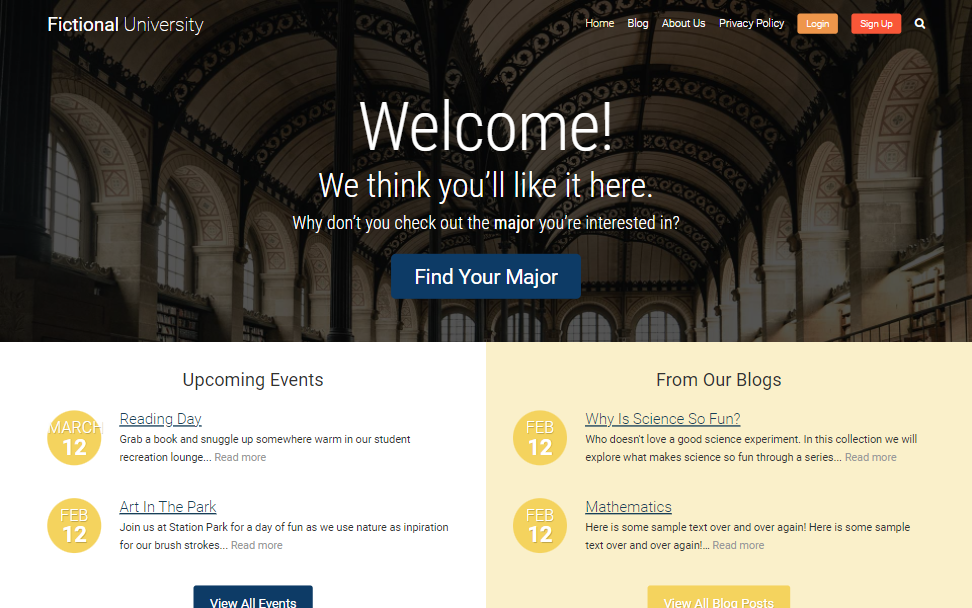 Fictional University
Home Blog About Us Privacy Policy Login Sign Up
Welcome!
We think you’ll like it here.
Why don’t you check out the major you’re interested in?
Find Your Major
Upcoming Events
MARCH
12
Reading Day
Grab a book and snuggle up somewhere warm in our student
recreation lounge... Read more
FEB
12
Art In The Park
Join us at Station Park for a day of fun as we use nature as inpiration
for our brush strokes... Read more
View All Events
From Our Blogs
FEB
12
Why Is Science So Fun?
Who doesn't love a good science experiment. In this collection we will
explore what makes science so fun through a series... Read more
FEB
12
Mathematics
Here is some sample text over and over again! Here is some sample
text over and over again!... Read more
View All Blog Posts